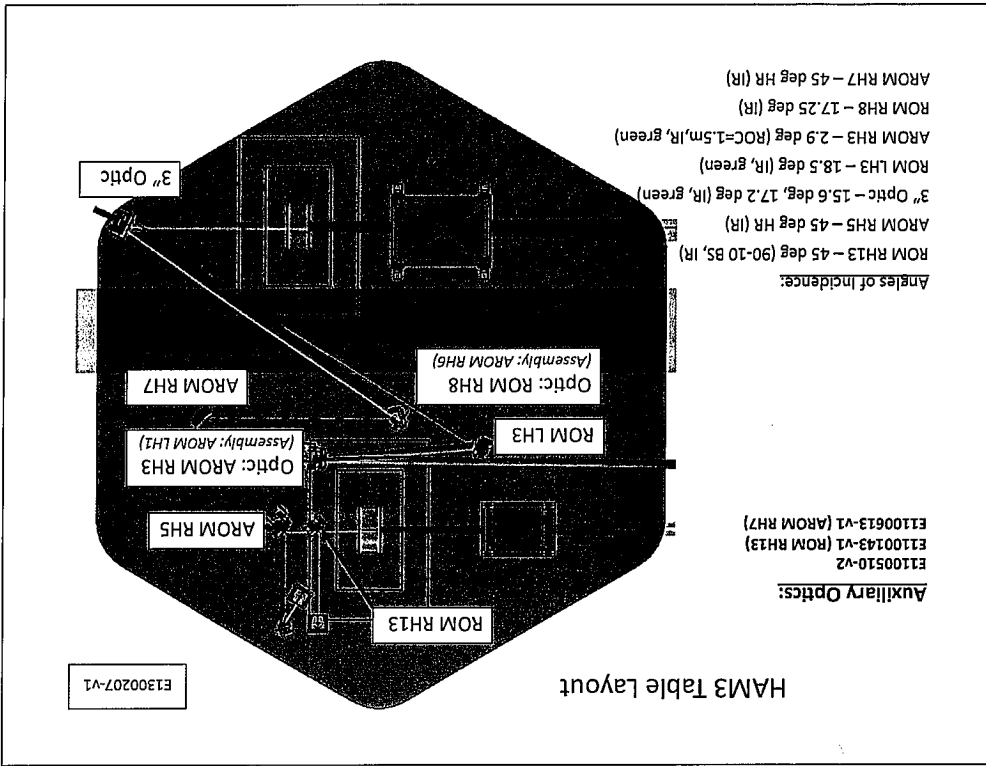 HAM3 Table Layout
E1300207-v1
Auxiliary Optics:
E1100510-v2
E1100143-v1 (ROM RH13)
E1100613-v1 (AROM RH7)
ROM RH13
AROM RH5
ROM LH3
Optic: AROM RH3
(Assembly: AROM LH1)
Optic: ROM RH8
(Assembly: AROM RH6)
AROM RH7
3" Optic
Angles of Incidence:
ROM RH13 – 45 deg (90-10 BS, IR)
AROM RH5 – 45 deg HR (IR)
3" Optic – 15.6 deg, 17.2 deg (IR, green)
ROM LH3 – 18.5 deg (IR, green)
AROM RH3 – 2.9 deg (ROC=1.5m,IR, green)
ROM RH8 – 17.25 deg (IR)
AROM RH7 – 45 deg HR (IR)